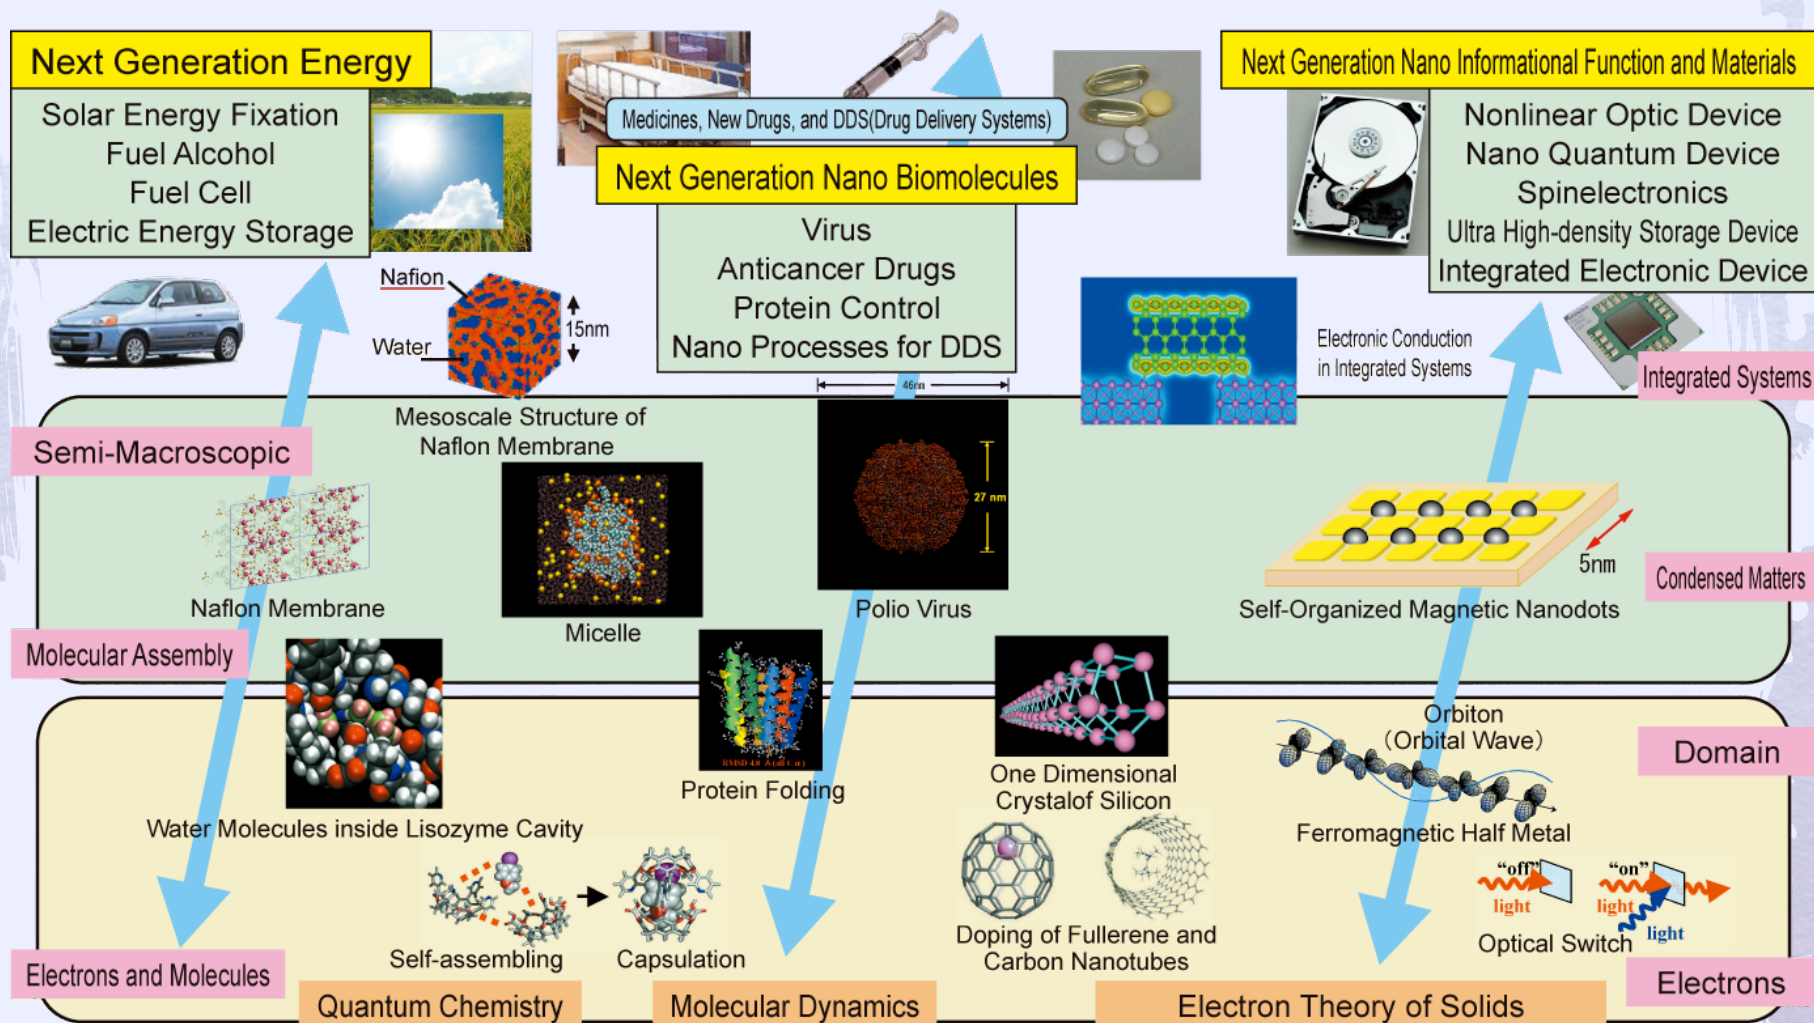 Next Generation Energy
Solar Energy Fixation
Fuel Alcohol
Fuel Cell
Electric Energy Storage
Medicines, New Drugs, and DDS(Drug Delivery Systems)
Next Generation Nano Biomolecules
Virus
Anticancer Drugs
Protein Control
Nano Processes for DDS
Next Generation Nano Informational Function and Materials
Nonlinear Optic Device
Nano Quantum Device
Spinelectronics
Ultra High-density Storage Device
Integrated Electronic Device
Nafion
Water
15nm
Mesoscale Structure of
Naflon Membrane
46nm
Electronic Conduction
in Integrated Systems
Integrated Systems
Semi-Macroscopic
Naflon Membrane
Micelle
27 nm
Polio Virus
5nm
Self-Organized Magnetic Nanodots
Condensed Matters
Molecular Assembly
Water Molecules inside Lisozyme Cavity
RMSD 4.8 Å (all Cα)
Protein Folding
One Dimensional
Crystalof Silicon
Orbiton
(Orbital Wave)
Ferromagnetic Half Metal
Domain
Self-assembling
Capsulation
Doping of Fullerene and
Carbon Nanotubes
"off"
light
"on"
light
light
Optical Switch
Electrons and Molecules
Electrons
Quantum Chemistry
Molecular Dynamics
Electron Theory of Solids